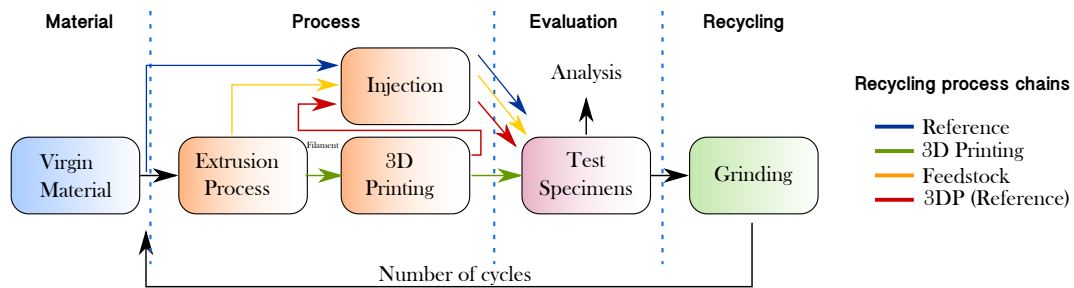 Material
Process
Evaluation
Recycling
Injection
Analysis
Recycling process chains
Reference
3D Printing
Feedstock
3DP (Reference)
Virgin
Material
Extrusion
Process
Filament
3D
Printing
Test
Specimens
Grinding
Number of cycles